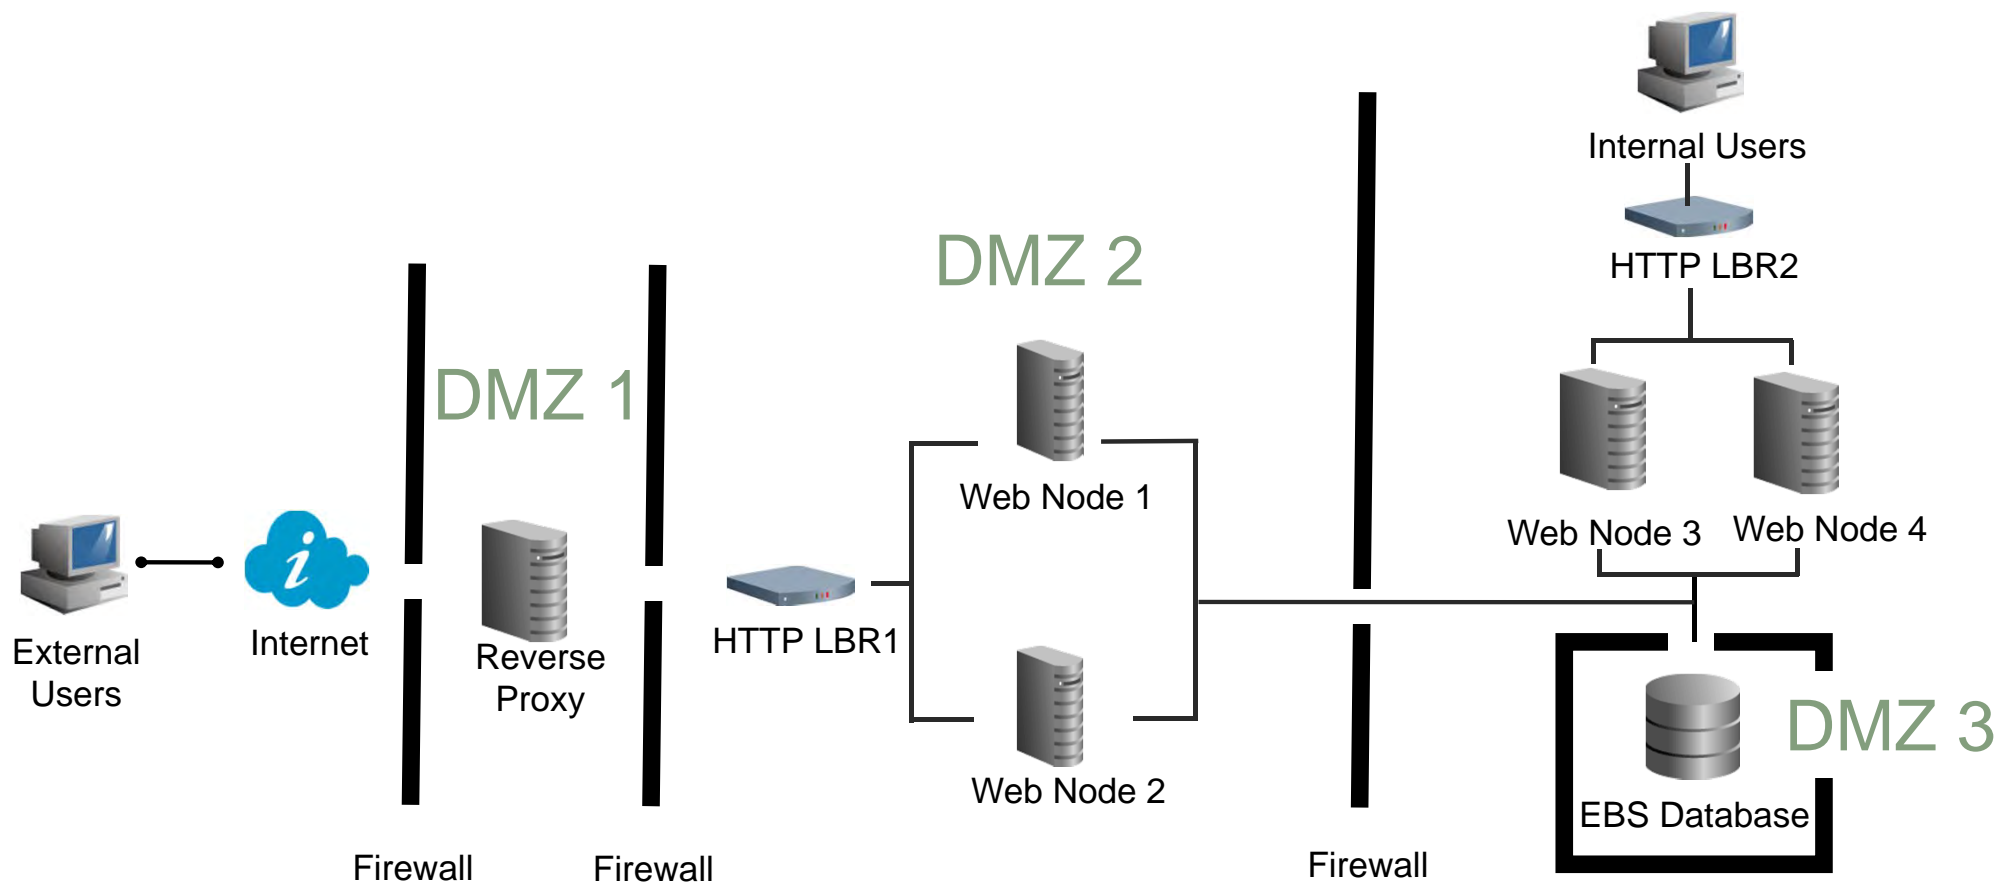 Internal Users
HTTP LBR2
DMZ 2
DMZ 1
Web Node 1
Web Node 3
Web Node 4
External
Users
Internet
Reverse
Proxy
HTTP LBR1
DMZ 3
Web Node 2
EBS Database
Firewall
Firewall
Firewall